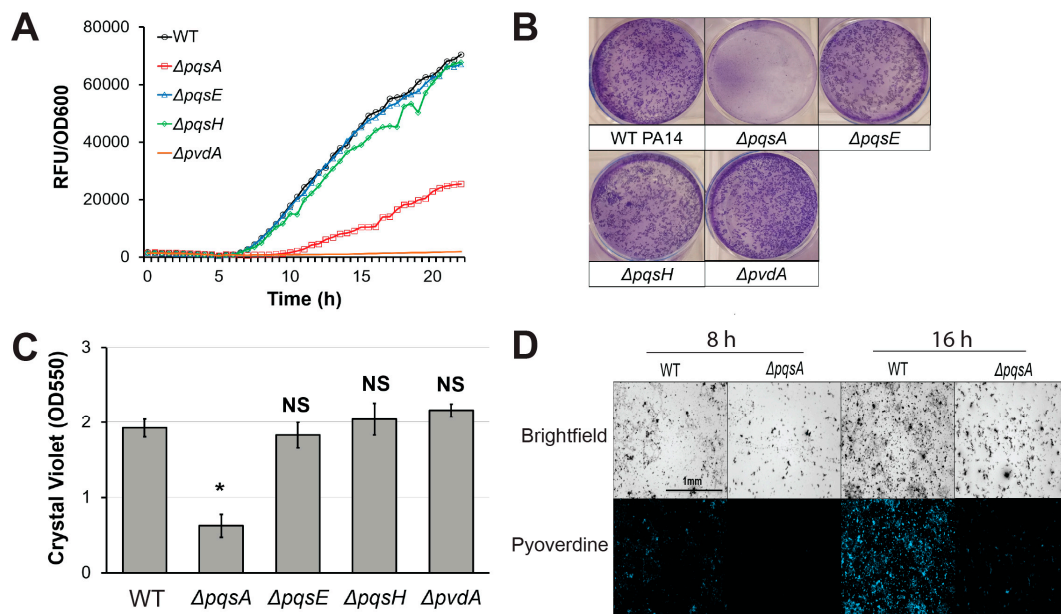 A
RFU/OD600
80000
60000
40000
20000
0
WT
ΔpqsA
ΔpqsE
ΔpqsH
ΔpvdA
0 5 10 15 20
Time (h)
B
WT PA14 ΔpqsA ΔpqsE
ΔpqsH ΔpvdA
C
Crystal Violet (OD550)
3
2
1
0
* NS NS NS
WT ΔpqsA ΔpqsE ΔpqsH ΔpvdA
D
8 h 16 h
WT ΔpqsA WT ΔpqsA
Brightfield
1mm
Pyoverdine